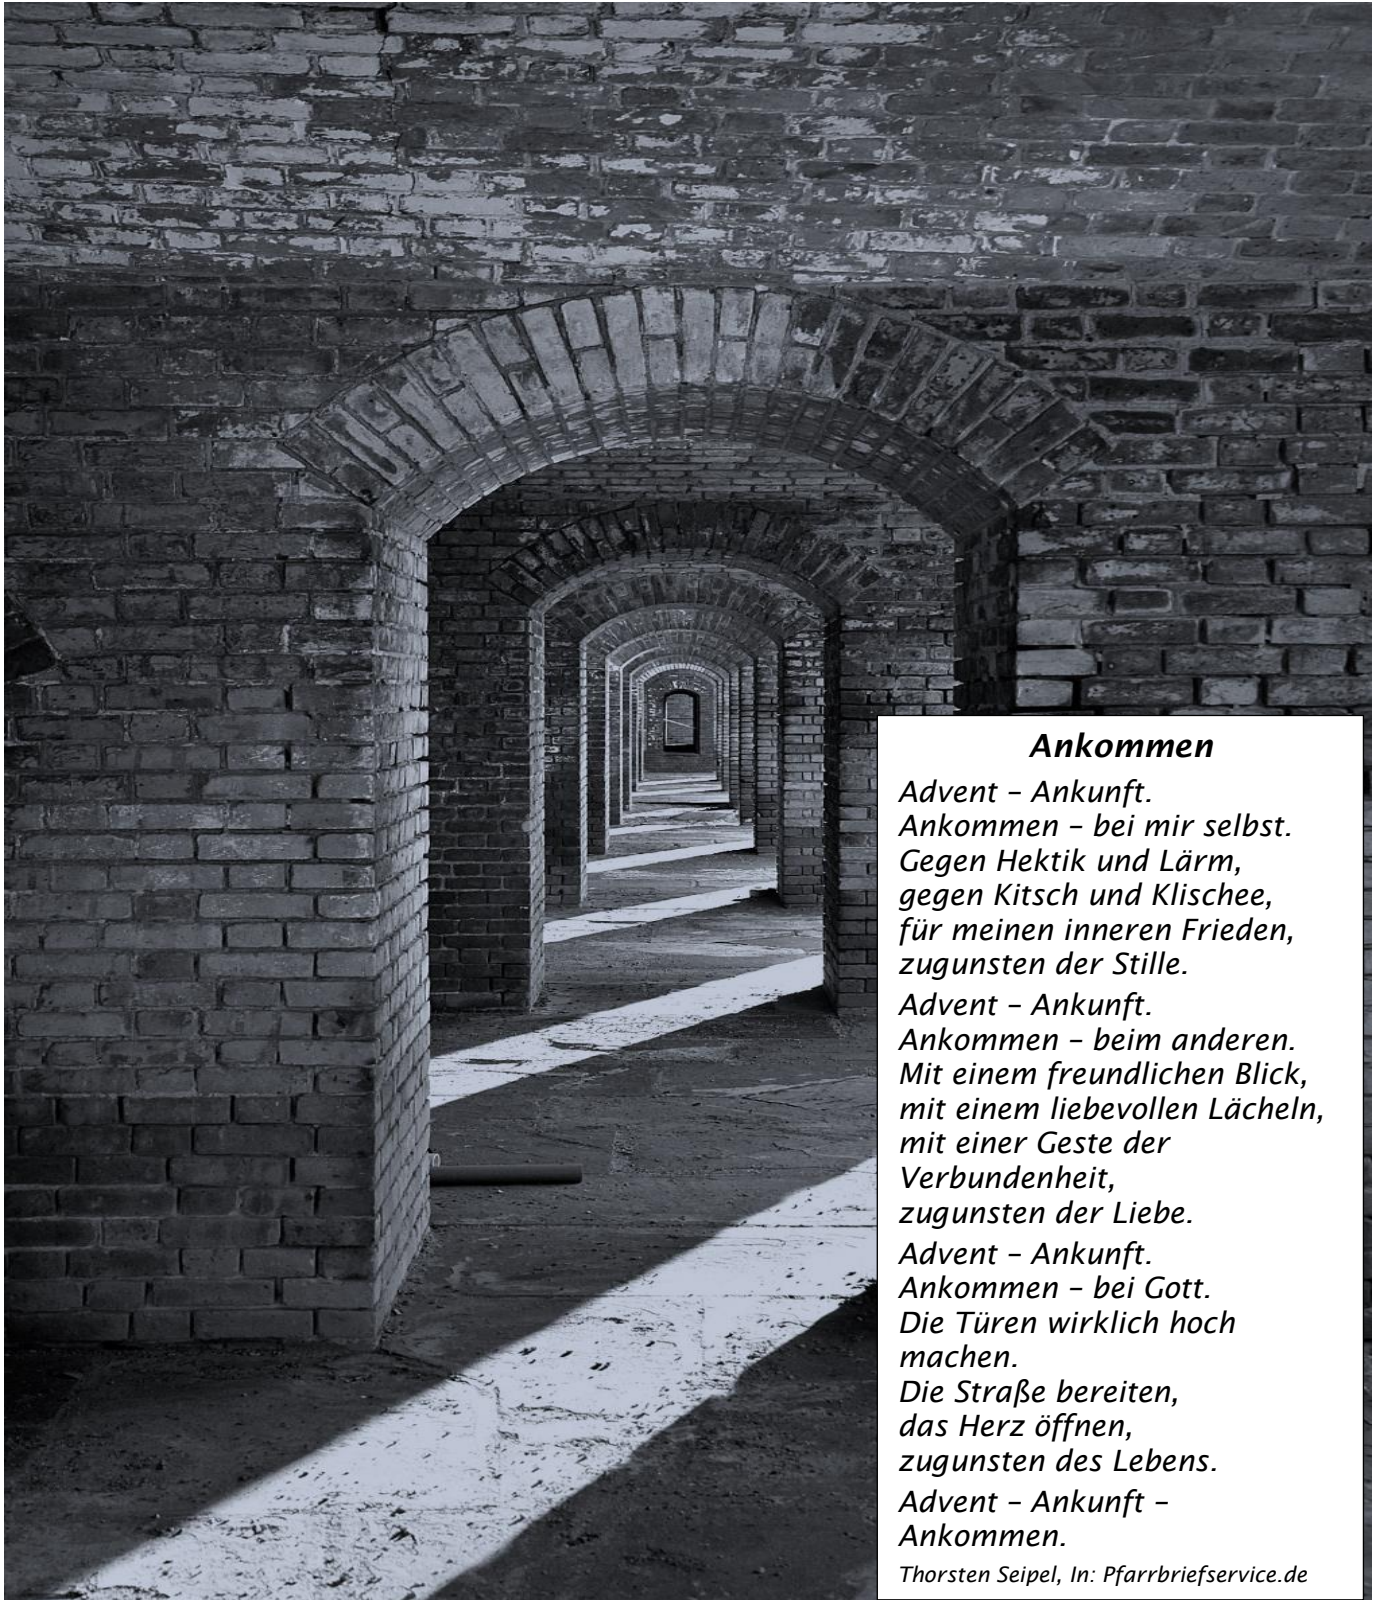 Ankommen
Advent – Ankunft.
Ankommen – bei mir selbst.
Gegen Hektik und Lärm,
gegen Kitsch und Klischee,
für meinen inneren Frieden,
zugunsten der Stille.
Advent – Ankunft.
Ankommen – beim anderen.
Mit einem freundlichen Blick,
mit einem liebevollen Lächeln,
mit einer Geste der
Verbundenheit,
zugunsten der Liebe.
Advent – Ankunft.
Ankommen – bei Gott.
Die Türen wirklich hoch
machen.
Die Straße bereiten,
das Herz öffnen,
zugunsten des Lebens.
Advent – Ankunft –
Ankommen.
Thorsten Seipel, In: Pfarrbriefservice.de